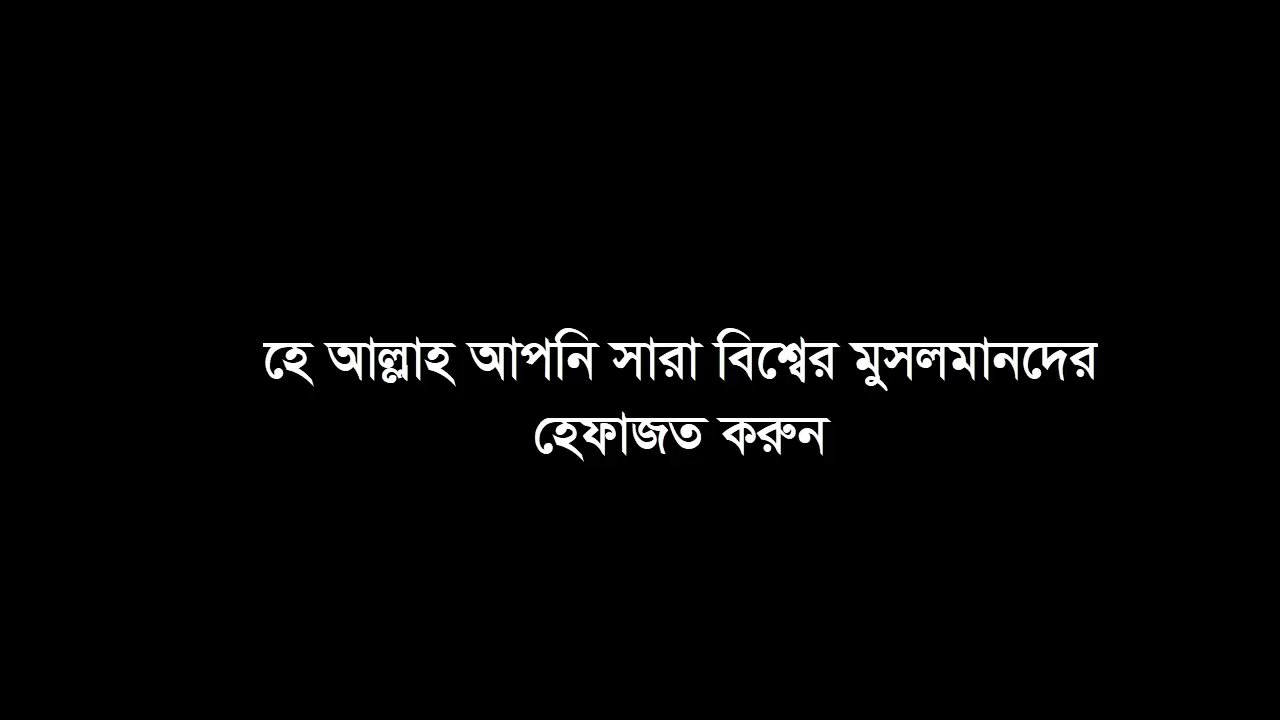 হে আল্লাহ আপনি সারা বিশ্বের মুসলমানদের
হেফাজত করুন